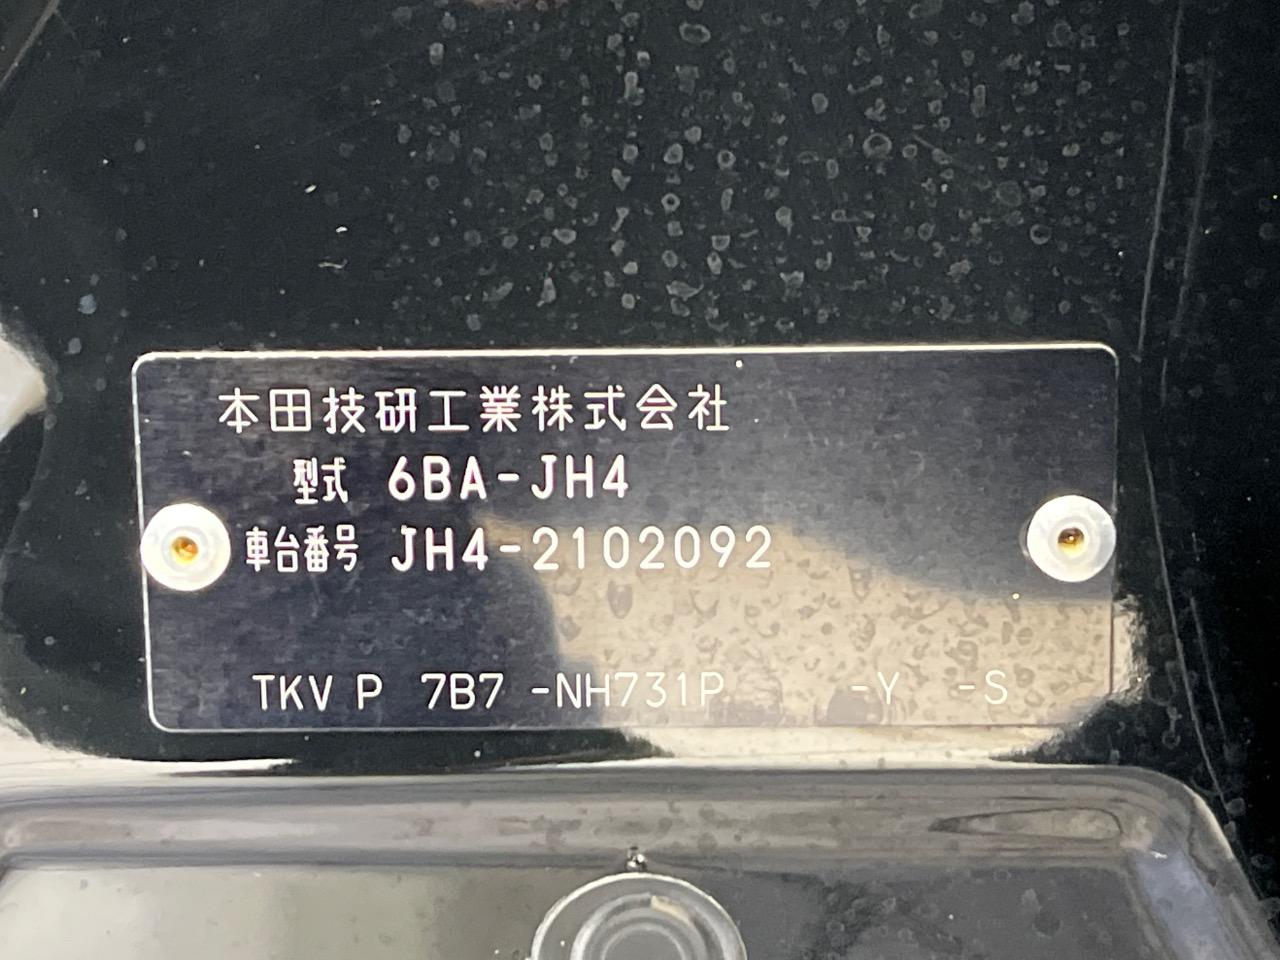 本田技研工業株式会社
型式 6BA-JH4
車台番号 JH4-2102092
TKV P 7B7 -NH731P -Y -S